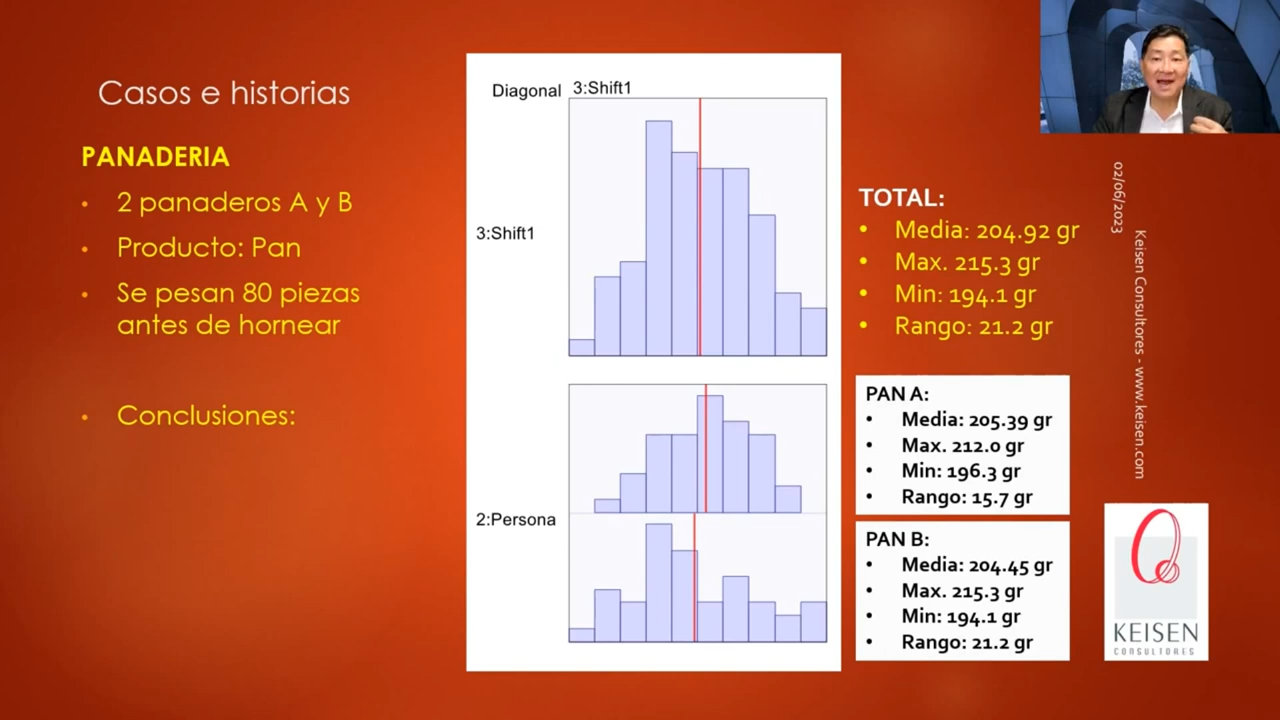 Casos e historias
PANADERIA
• 2 panaderos A y B
• Producto: Pan
• Se pesan 80 piezas
antes de hornear
• Conclusiones:
Diagonal 3:Shift1
3:Shift1
2:Persona
TOTAL:
• Media: 204.92 gr
• Max. 215.3 gr
• Min: 194.1 gr
• Rango: 21.2 gr
PAN A:
• Media: 205.39 gr
• Max. 212.0 gr
• Min: 196.3 gr
• Rango: 15.7 gr
PAN B:
• Media: 204.45 gr
• Max. 215.3 gr
• Min: 194.1 gr
• Rango: 21.2 gr
02/06/2023
Keisen Consultores - www.keisen.com
KEISEN
CONSULTORES